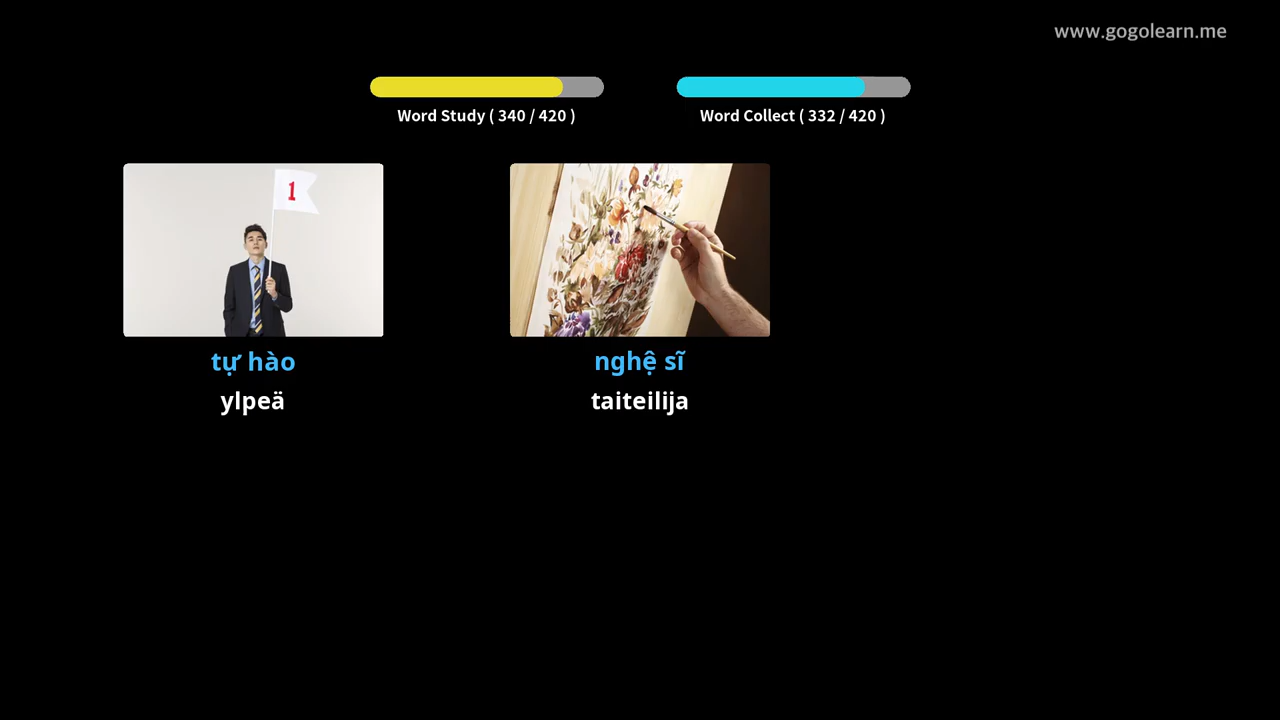 www.gogolearn.me
Word Study ( 340 / 420 )
Word Collect ( 332 / 420 )
1
tự hào
nghệ sĩ
ylpeä
taiteilija